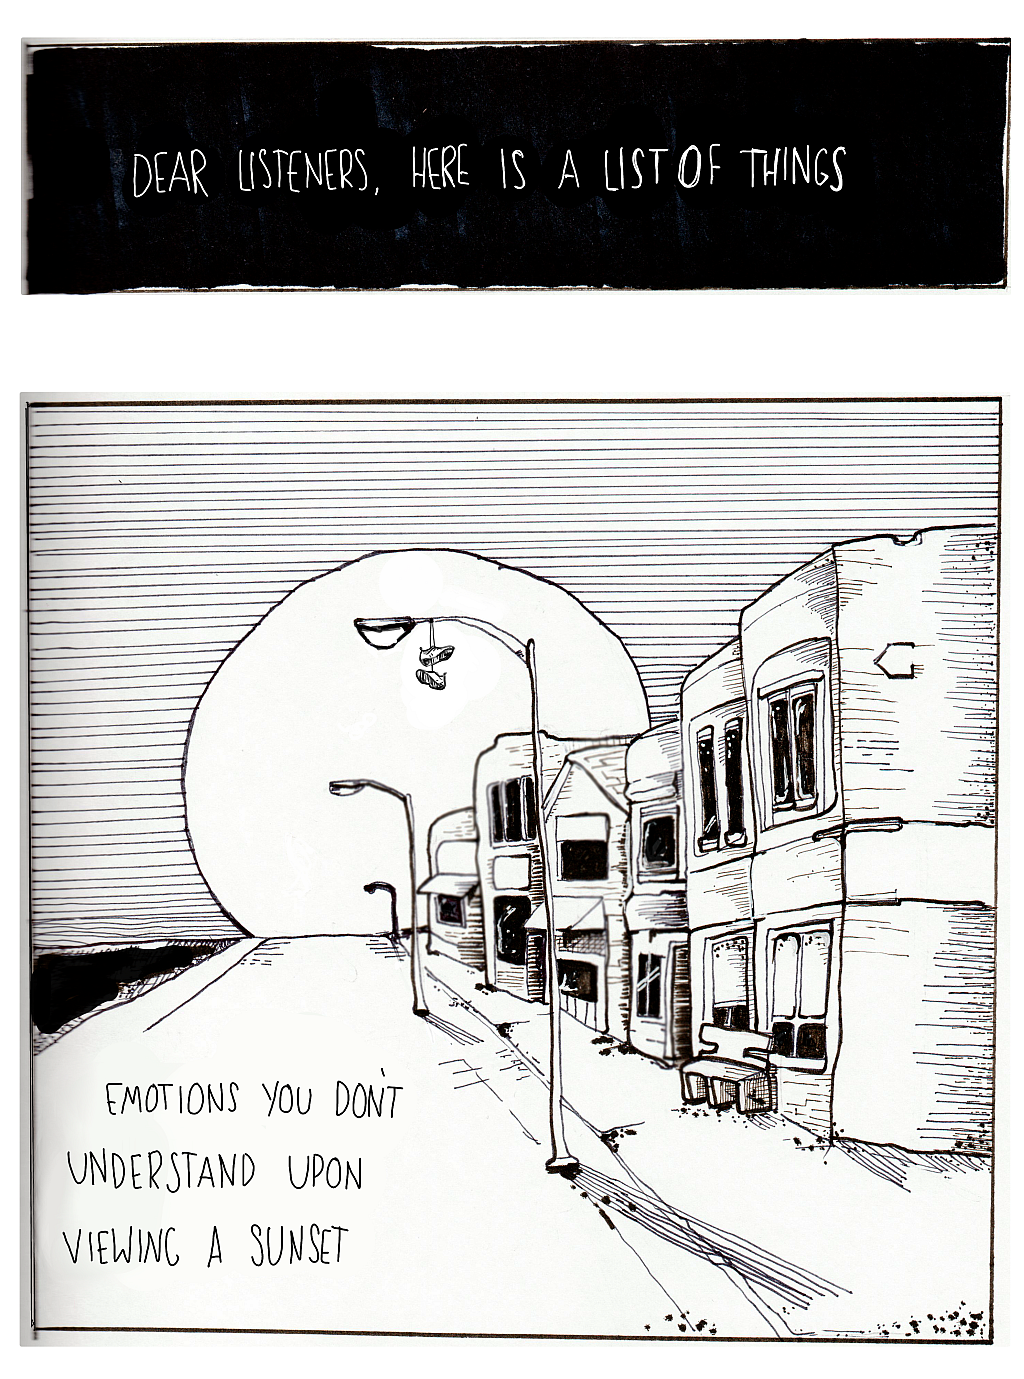 DEAR LISTENERS, HERE IS A LIST OF THINGS
EMOTIONS YOU DON'T
UNDERSTAND UPON
VIEWING A SUNSET